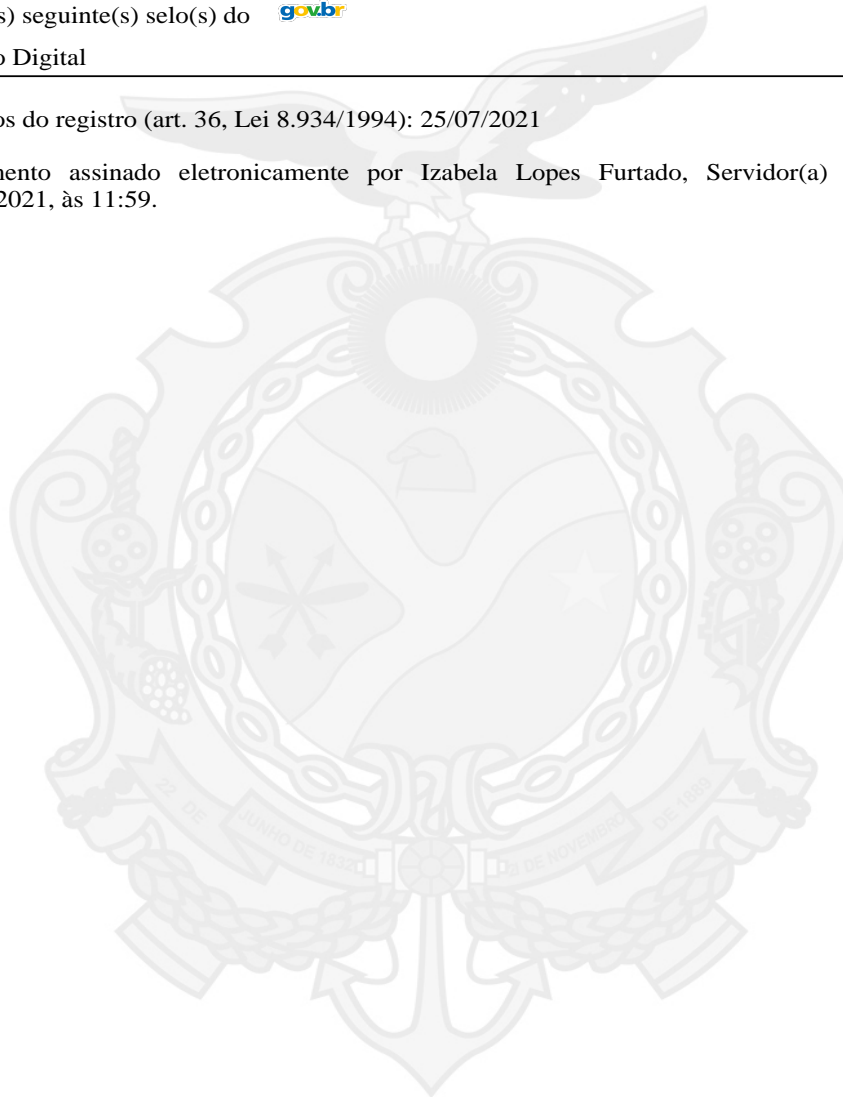 s) seguinte(s) selo(s) do gov.br
o Digital
os do registro (art. 36, Lei 8.934/1994): 25/07/2021
nento assinado eletronicamente por Izabela Lopes Furtado, Servidor(a)
2021, às 11:59.
22 DE JUNHO DE 1832
DE NOVEMBRO DE 1889